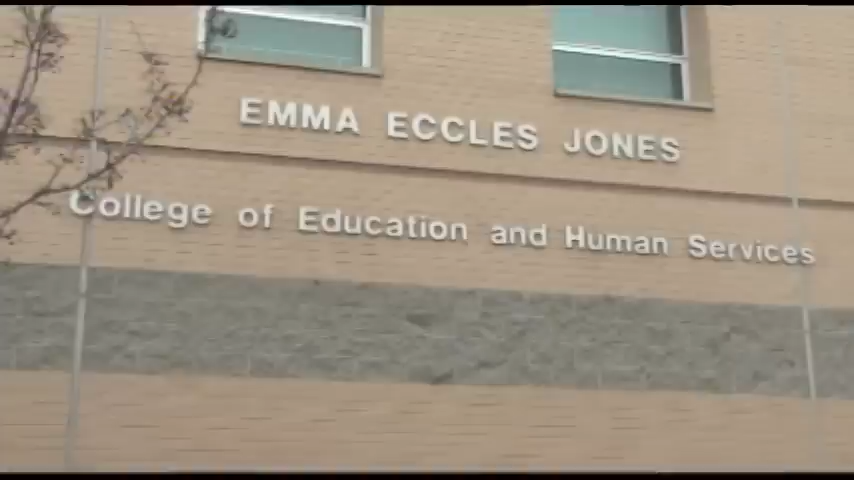 EMMA ECCLES JONES
College of Education and Human Services